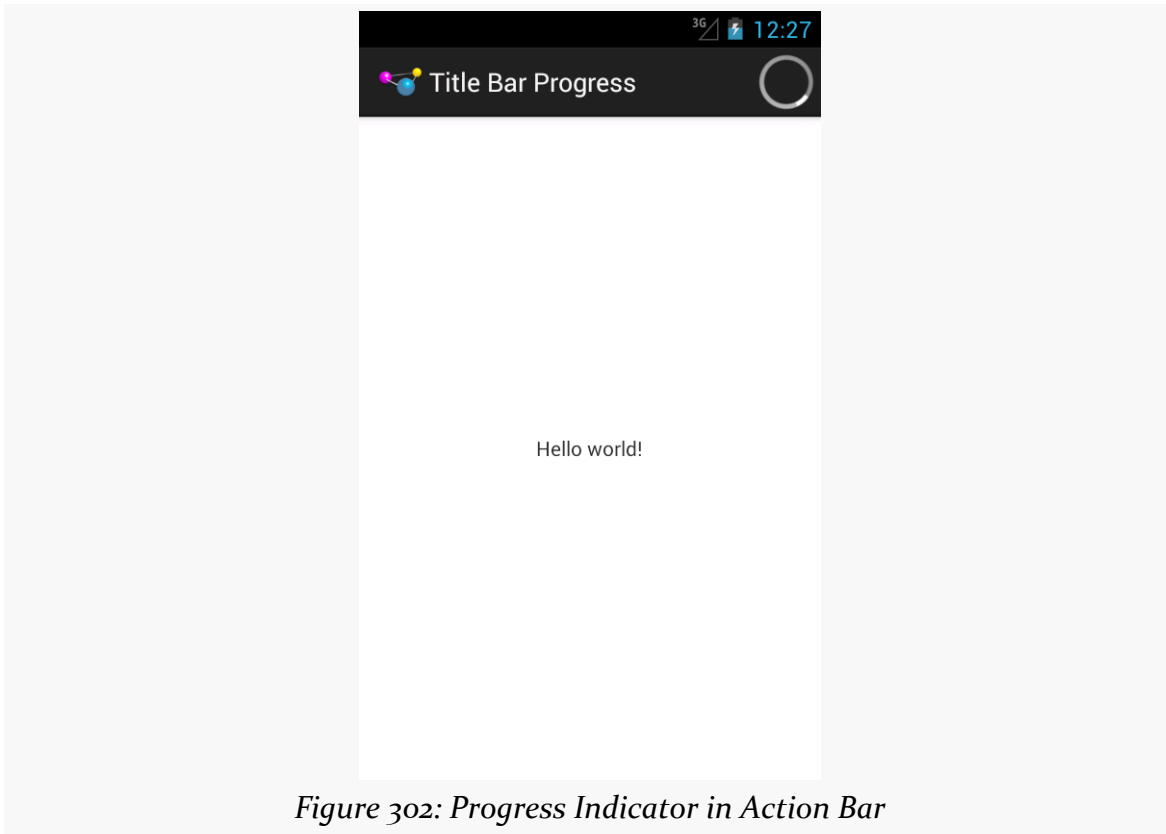 3G 12:27
Title Bar Progress
Hello world!
Figure 302: Progress Indicator in Action Bar